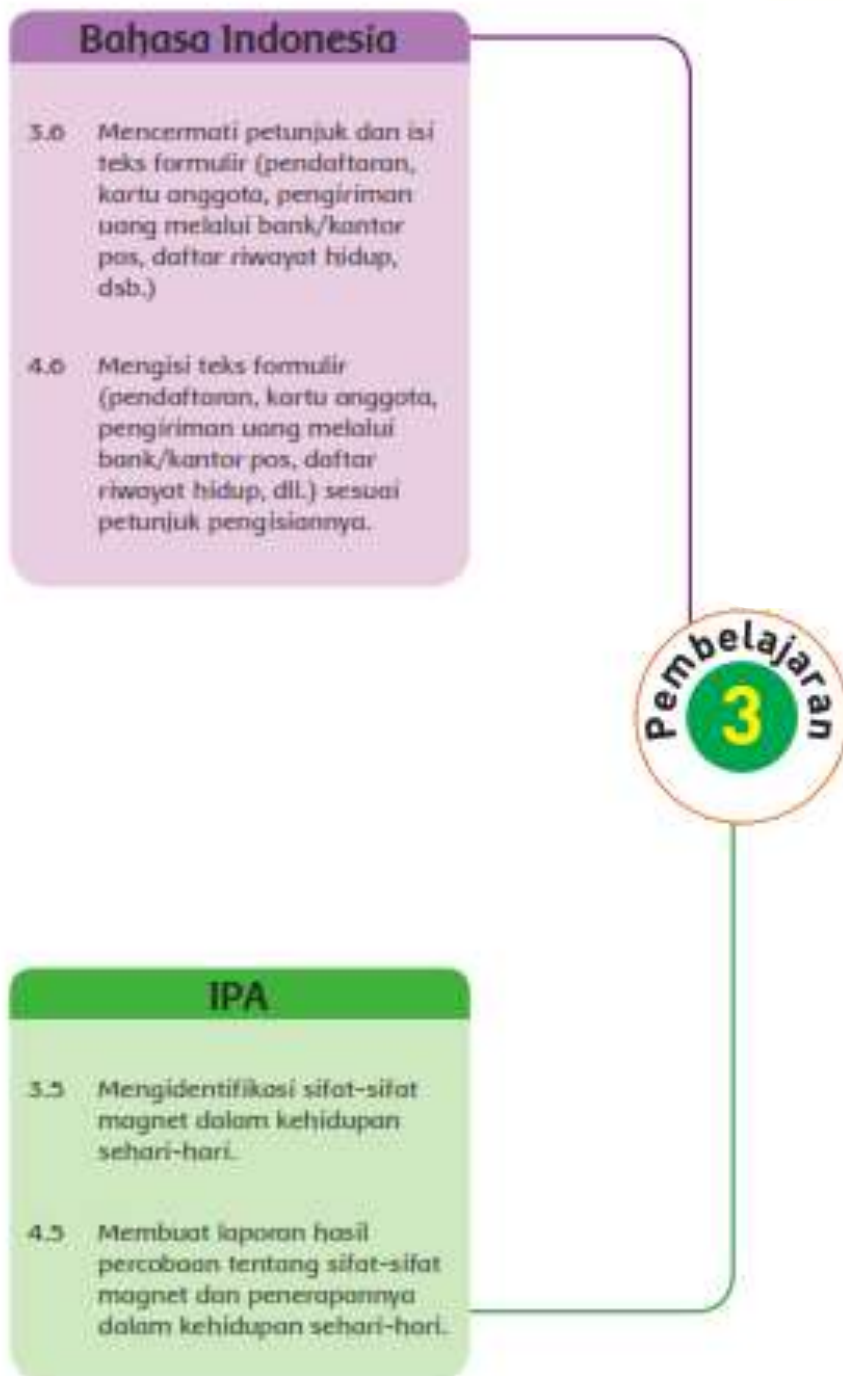 Bahasa Indonesia
3.6 Mencermati petunjuk dan isi
teks formulir (pendaftaran,
kartu anggota, pengiriman
uang melalui bank/kantor
pos, daftar riwayat hidup,
dsb.)
4.6 Mengisi teks formulir
(pendaftaran, kartu anggota,
pengiriman uang melalui
bank/kantor pos, daftar
riwayat hidup, dll.) sesuai
petunjuk pengisiannya.
Pembelajaran
3
IPA
3.5 Mengidentifikasi sifat-sifat
magnet dalam kehidupan
sehari-hari.
4.5 Membuat laporan hasil
percobaan tentang sifat-sifat
magnet dan penerapannya
dalam kehidupan sehari-hari.